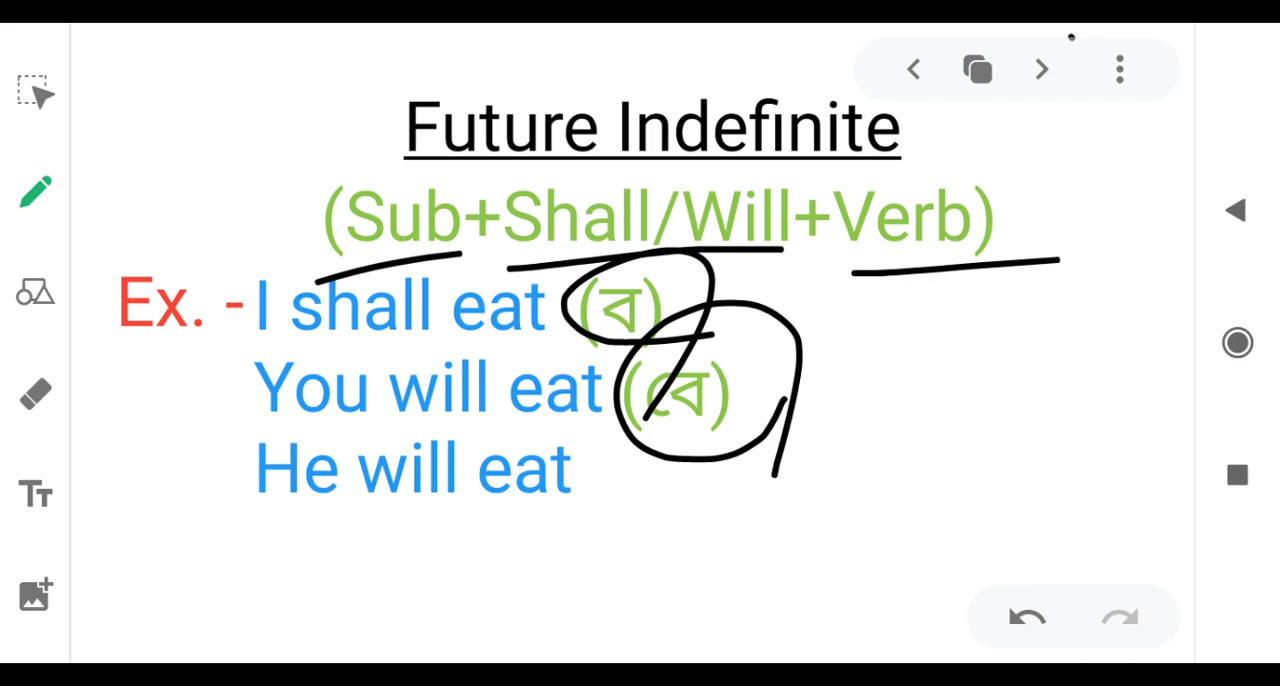 Future Indefinite
(Sub+Shall/Will+Verb)
Ex. - I shall eat (ব)
You will eat (বে)
He will eat